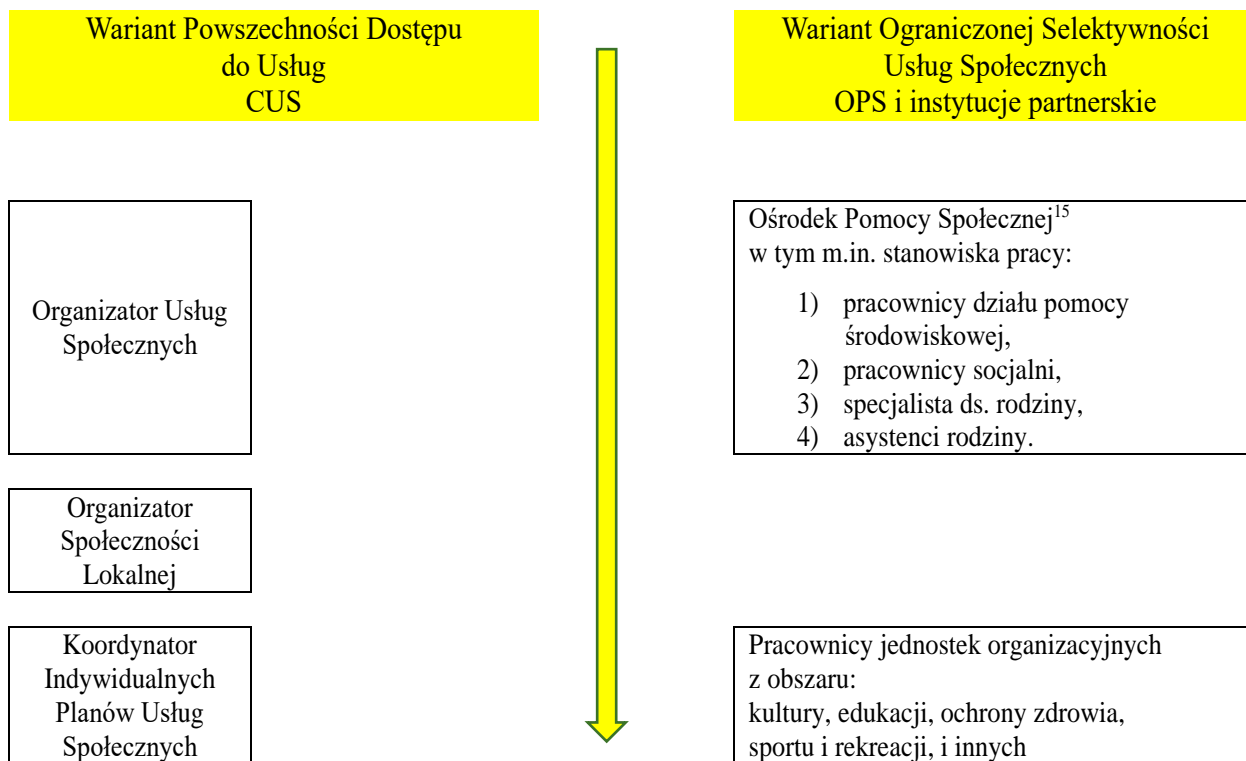 Wariant Powszechności Dostępu
do Usług
CUS
Wariant Ograniczonej Selektywności
Usług Społecznych
OPS i instytucje partnerskie
Organizator Usług
Społecznych
Ośrodek Pomocy Społecznej¹⁵
w tym m.in. stanowiska pracy:
1) pracownicy działu pomocy
środowiskowej,
2) pracownicy socjalni,
3) specjalista ds. rodziny,
4) asystenci rodziny.
Organizator
Społeczności
Lokalnej
Koordynator
Indywidualnych
Planów Usług
Społecznych
Pracownicy jednostek organizacyjnych
z obszaru:
kultury, edukacji, ochrony zdrowia,
sportu i rekreacji, i innych